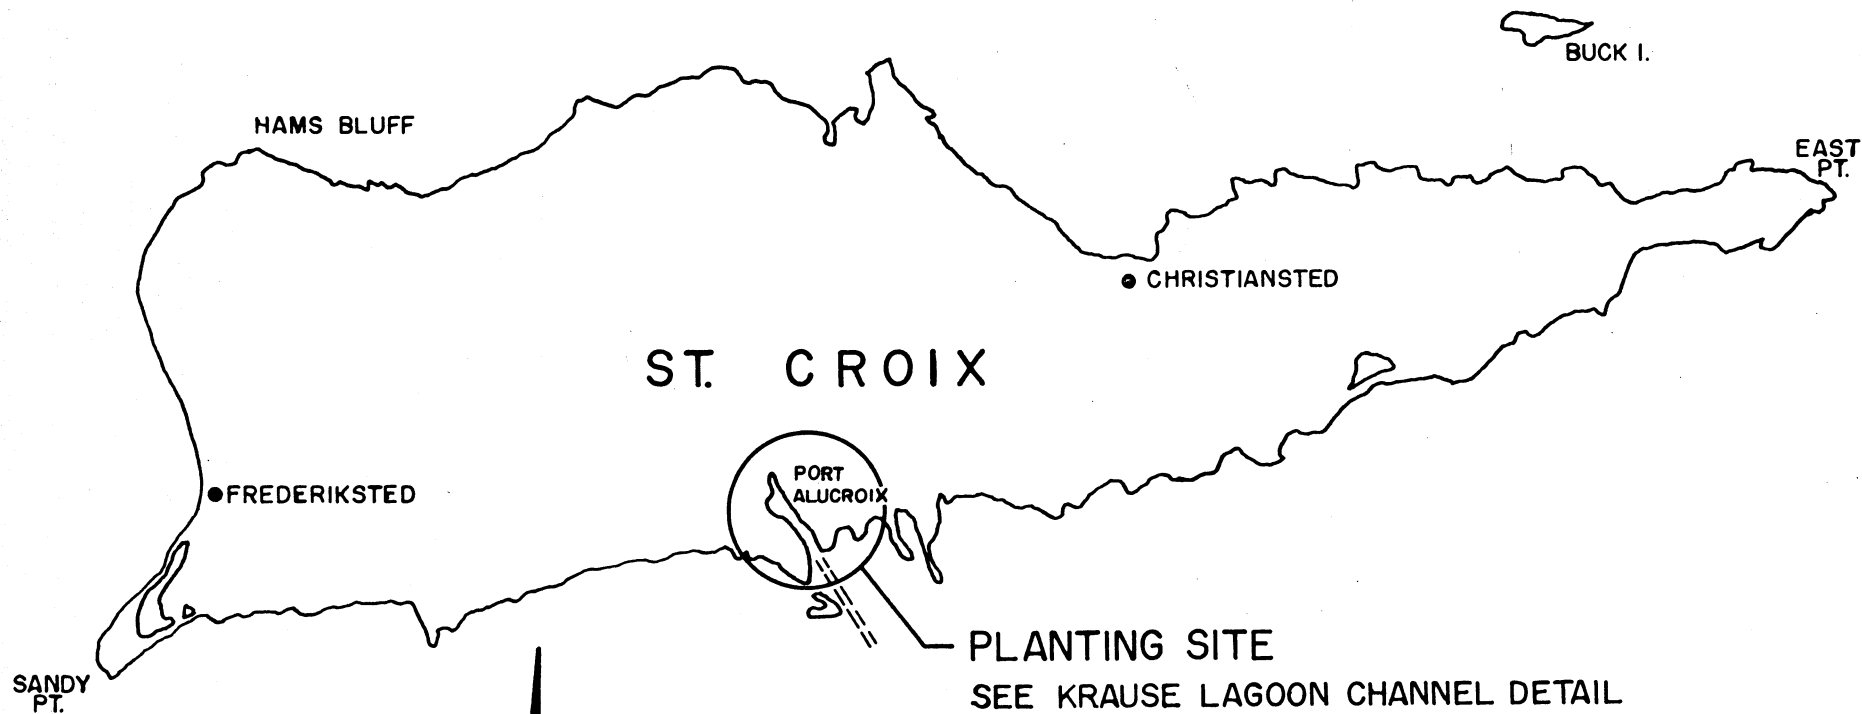 BUCK I.
HAMS BLUFF
EAST
PT.
CHRISTIANSTED
ST. CROIX
PORT
ALUCROIX
FREDERIKSTED
PLANTING SITE
SEE KRAUSE LAGOON CHANNEL DETAIL
SANDY
PT.